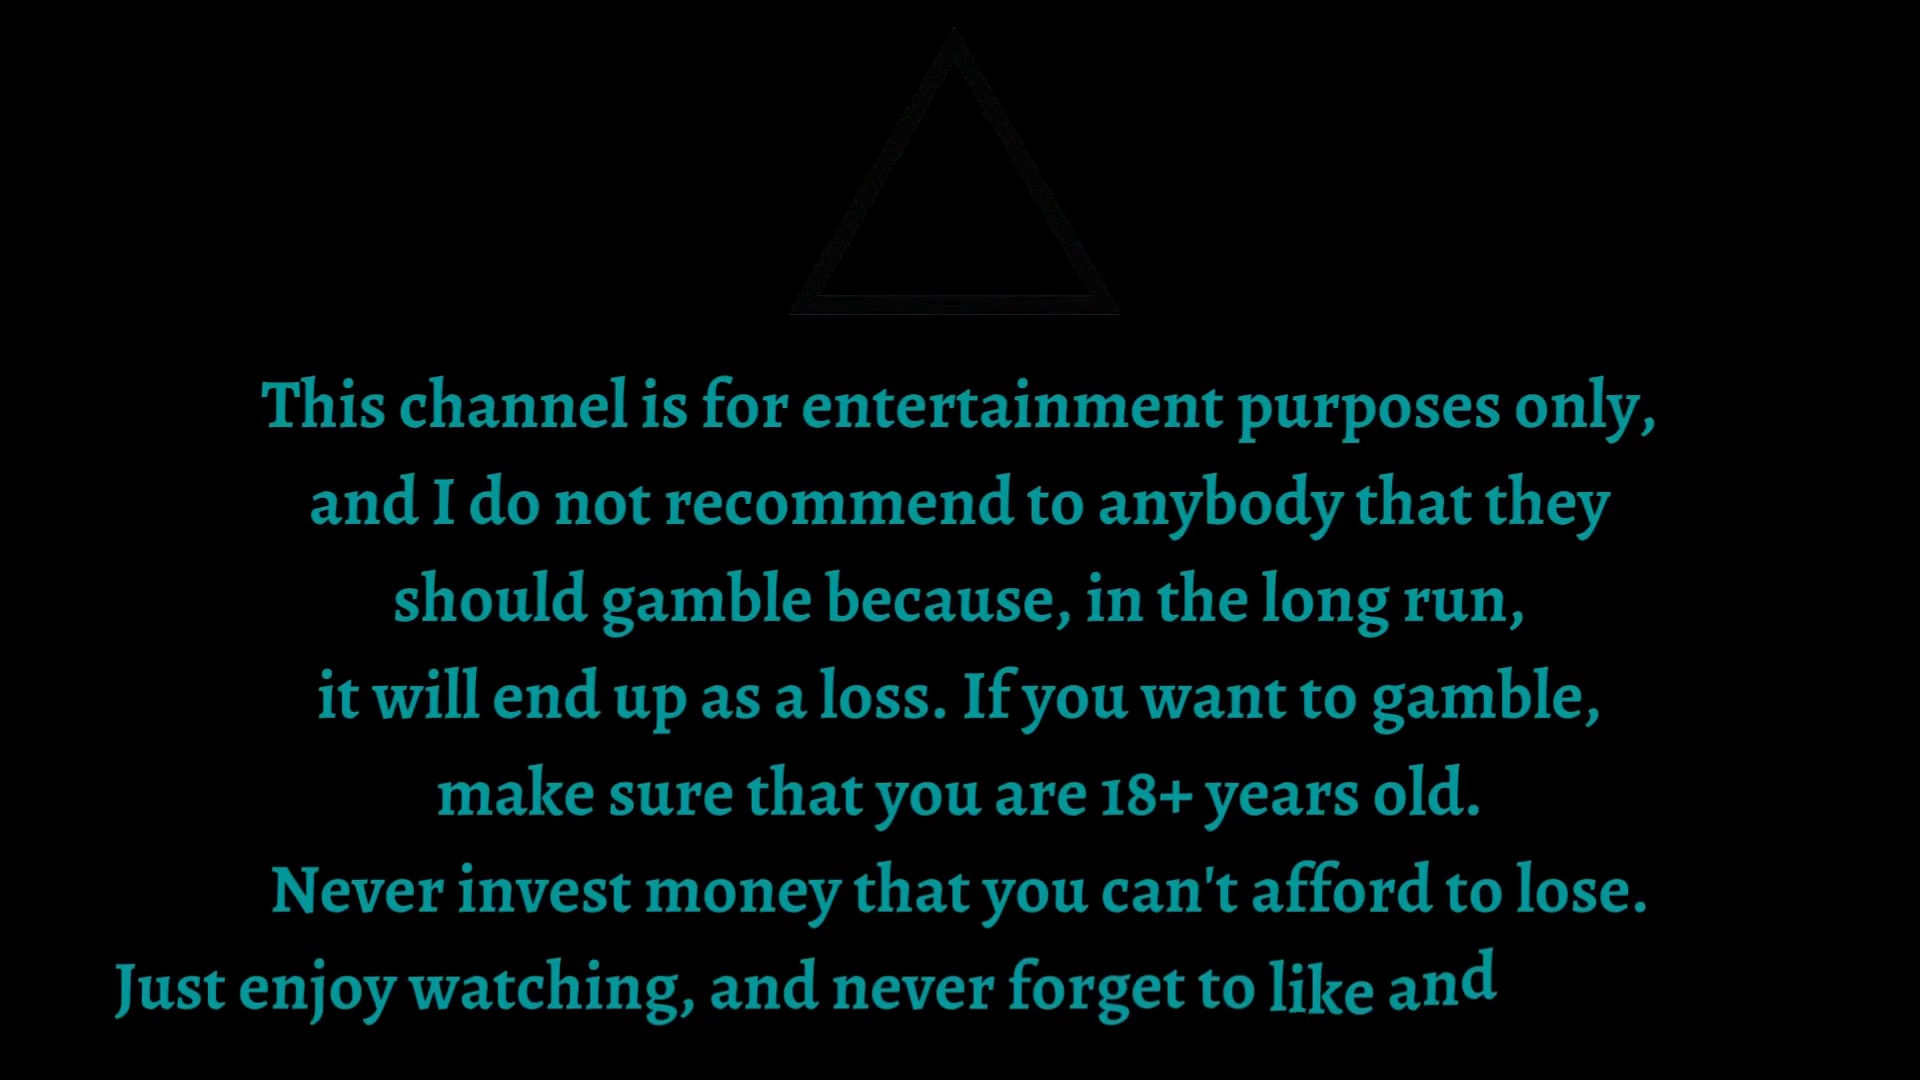 This channel is for entertainment purposes only,
and I do not recommend to anybody that they
should gamble because, in the long run,
it will end up as a loss. If you want to gamble,
make sure that you are 18+ years old.
Never invest money that you can't afford to lose.
Just enjoy watching, and never forget to like and